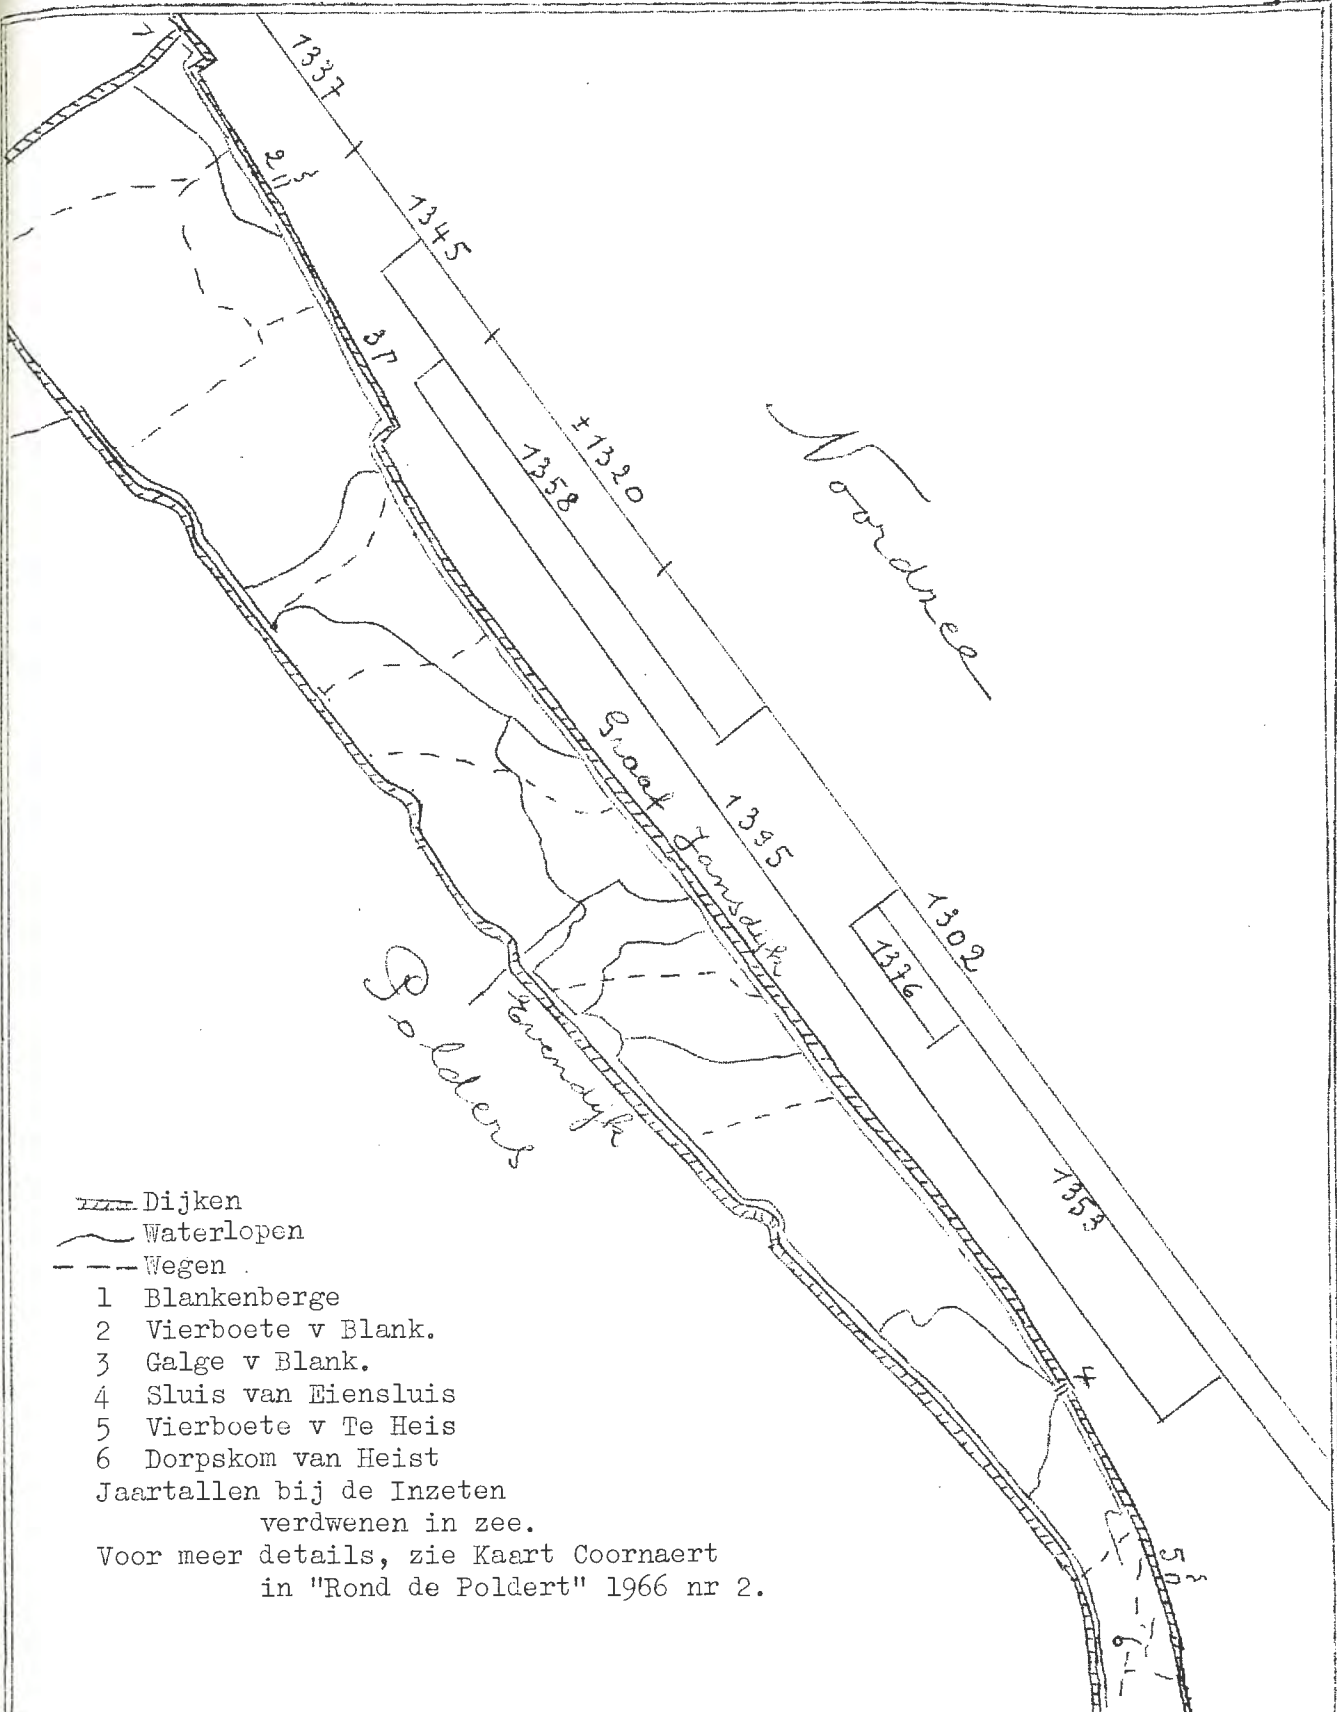 1
1337
2
1345
3
±1320
1358
Noordzee
Graaf Jansdijk
1395
1302
1376
Polders
Evendijk
1353
4
5
6
Dijken
Waterlopen
Wegen
1 Blankenberge
2 Vierboete v Blank.
3 Galge v Blank.
4 Sluis van Eiensluis
5 Vierboete v Te Heis
6 Dorpskom van Heist
Jaartallen bij de Inzeten
verdwenen in zee.
Voor meer details, zie Kaart Coornaert
in "Rond de Poldert" 1966 nr 2.